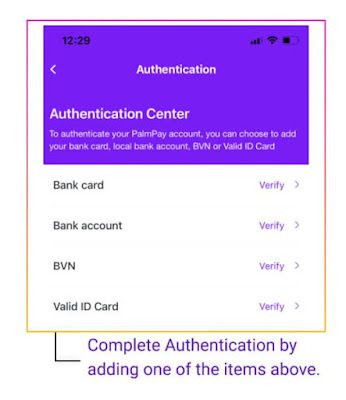 12:29
Authentication
Authentication Center
To authenticate your PalmPay account, you can choose to add
your bank card, local bank account, BVN or Valid ID Card
Bank card Verify >
Bank account Verify >
BVN Verify >
Valid ID Card Verify >
Complete Authentication by
adding one of the items above.